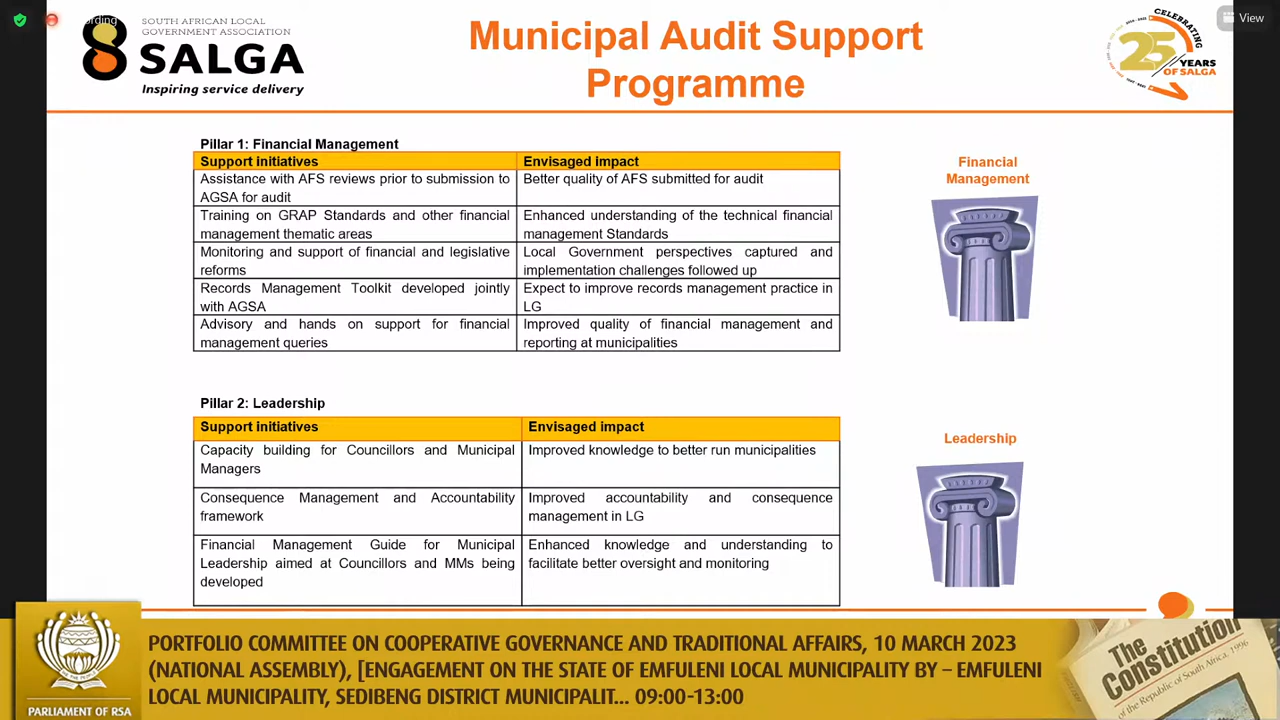 SOUTH AFRICAN LOCAL
GOVERNMENT ASSOCIATION
SALGA
Inspiring service delivery
Municipal Audit Support
Programme
CELEBRATING
25 YEARS
OF SALGA
View
Pillar 1: Financial Management
Support initiatives Envisaged impact
Assistance with AFS reviews prior to submission to Better quality of AFS submitted for audit
AGSA for audit
Training on GRAP Standards and other financial Enhanced understanding of the technical financial
management thematic areas management Standards
Monitoring and support of financial and legislative Local Government perspectives captured and
reforms implementation challenges followed up
Records Management Toolkit developed jointly Expect to improve records management practice in
with AGSA LG
Advisory and hands on support for financial Improved quality of financial management and
management queries reporting at municipalities
Financial
Management
Pillar 2: Leadership
Support initiatives Envisaged impact
Capacity building for Councillors and Municipal Improved knowledge to better run municipalities
Managers
Consequence Management and Accountability Improved accountability and consequence
framework management in LG
Financial Management Guide for Municipal Enhanced knowledge and understanding to
Leadership aimed at Councillors and MMs being facilitate better oversight and monitoring
developed
Leadership
PARLIAMENT OF RSA
PORTFOLIO COMMITTEE ON COOPERATIVE GOVERNANCE AND TRADITIONAL AFFAIRS, 10 MARCH 2023
(NATIONAL ASSEMBLY), [ENGAGEMENT ON THE STATE OF EMFULENI LOCAL MUNICIPALITY BY – EMFULENI
LOCAL MUNICIPALITY, SEDIBENG DISTRICT MUNICIPALIT... 09:00-13:00
The
Constitution
of the Republic of South Africa, 1996